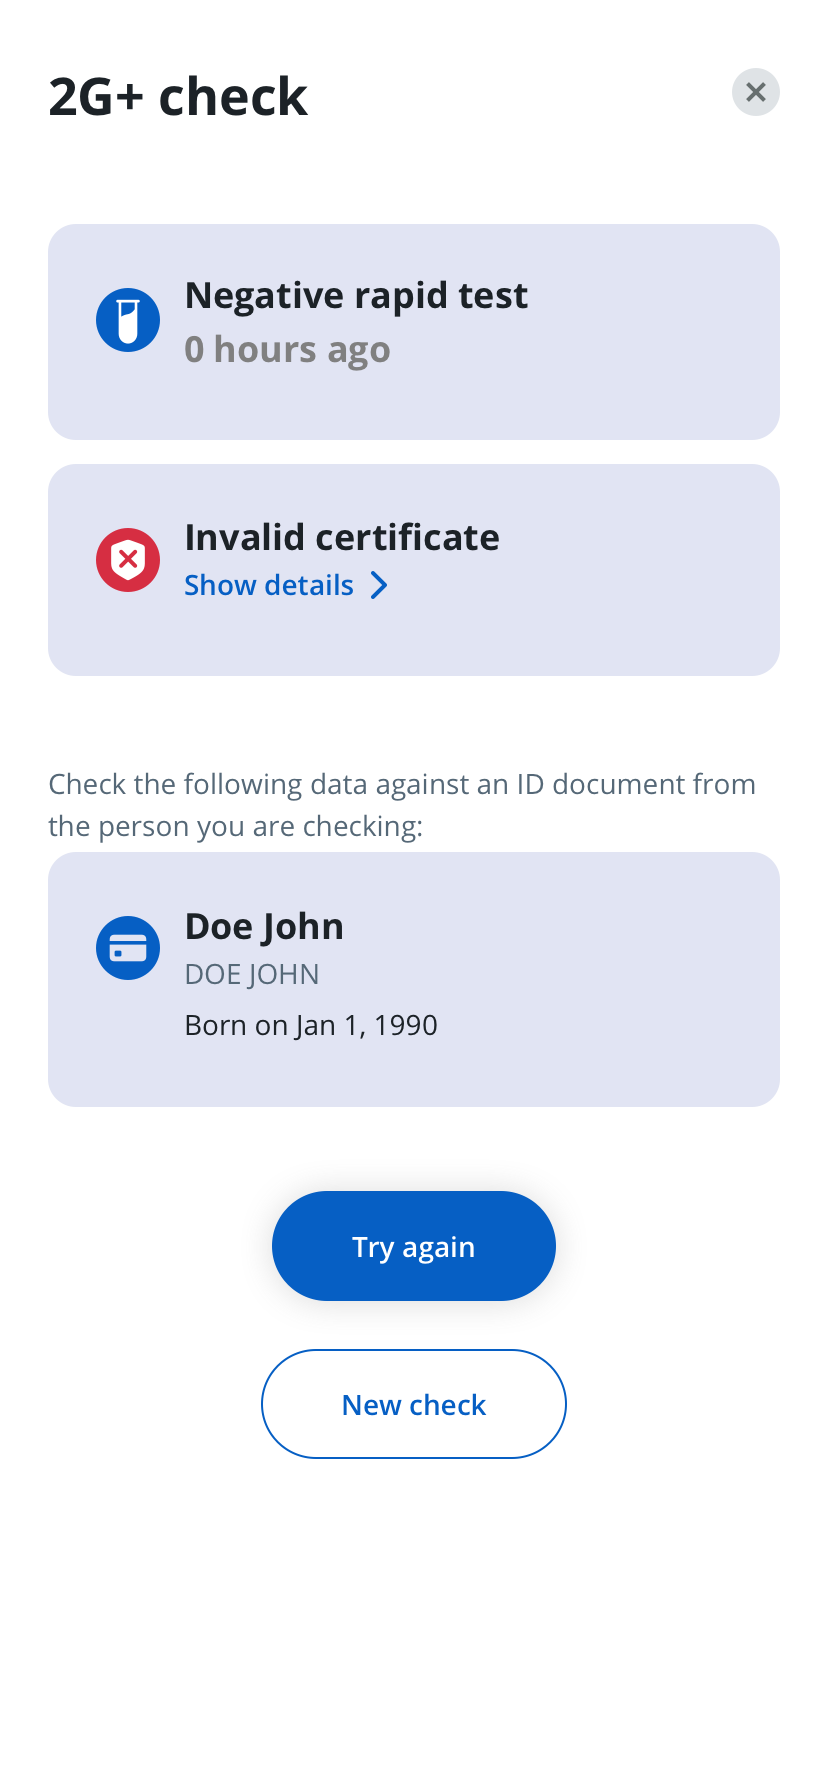 2G+ check
Negative rapid test
0 hours ago
Invalid certificate
Show details
Check the following data against an ID document from
the person you are checking:
Doe John
DOE JOHN
Born on Jan 1, 1990
Try again
New check